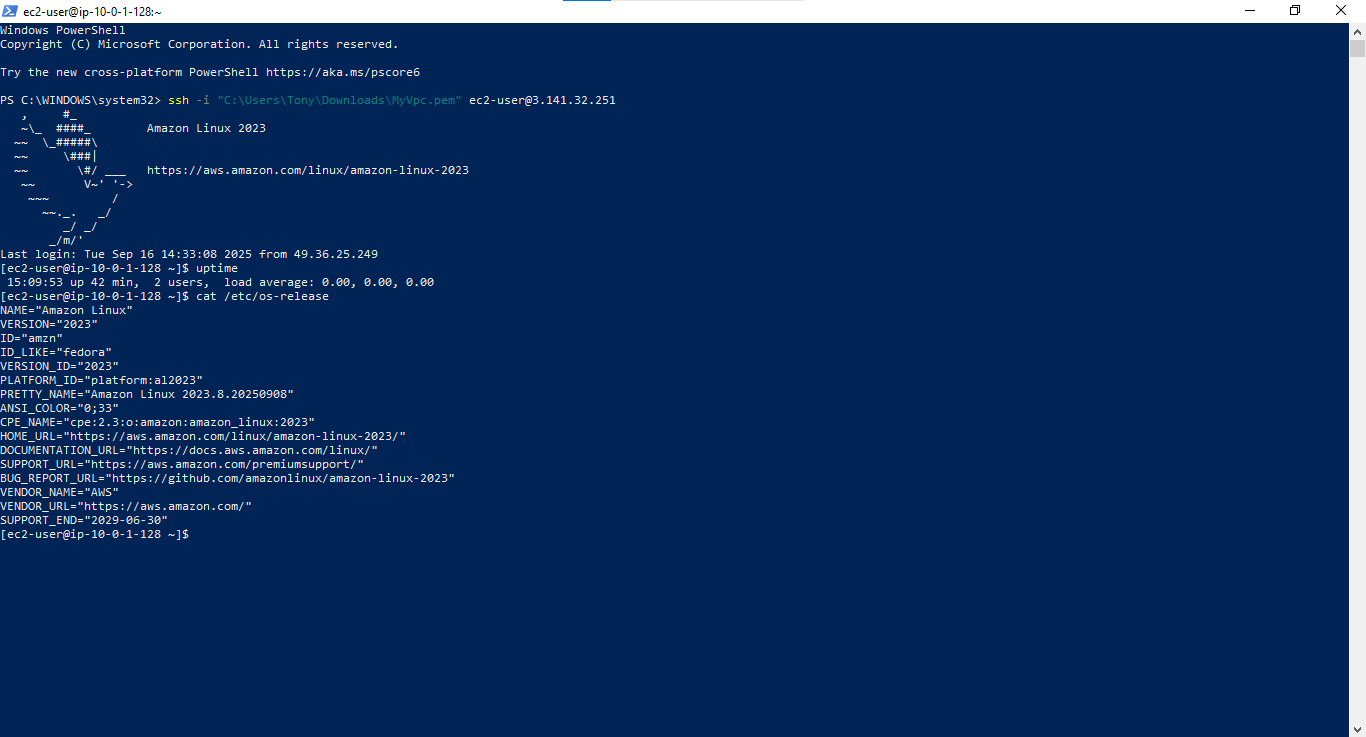 ec2-user@ip-10-0-1-128:~
Windows PowerShell
Copyright (C) Microsoft Corporation. All rights reserved.
Try the new cross-platform PowerShell https://aka.ms/pscore6
PS C:\WINDOWS\system32> ssh -i "C:\Users\Tony\Downloads\MyVpc.pem" ec2-user@3.141.32.251
   ,     #_
   ~\_  ####_        Amazon Linux 2023
  ~~  \_#####\
  ~~     \###|
  ~~       \#/ ___   https://aws.amazon.com/linux/amazon-linux-2023
   ~~       V~' '->
    ~~~         /
      ~~._.   _/
         _/ _/
       _/m/'
Last login: Tue Sep 16 14:33:08 2025 from 49.36.25.249
[ec2-user@ip-10-0-1-128 ~]$ uptime
 15:09:53 up 42 min,  2 users,  load average: 0.00, 0.00, 0.00
[ec2-user@ip-10-0-1-128 ~]$ cat /etc/os-release
NAME="Amazon Linux"
VERSION="2023"
ID="amzn"
ID_LIKE="fedora"
VERSION_ID="2023"
PLATFORM_ID="platform:al2023"
PRETTY_NAME="Amazon Linux 2023.8.20250908"
ANSI_COLOR="0;33"
CPE_NAME="cpe:2.3:o:amazon:amazon_linux:2023"
HOME_URL="https://aws.amazon.com/linux/amazon-linux-2023/"
DOCUMENTATION_URL="https://docs.aws.amazon.com/linux/"
SUPPORT_URL="https://aws.amazon.com/premiumsupport/"
BUG_REPORT_URL="https://github.com/amazonlinux/amazon-linux-2023"
VENDOR_NAME="AWS"
VENDOR_URL="https://aws.amazon.com/"
SUPPORT_END="2029-06-30"
[ec2-user@ip-10-0-1-128 ~]$